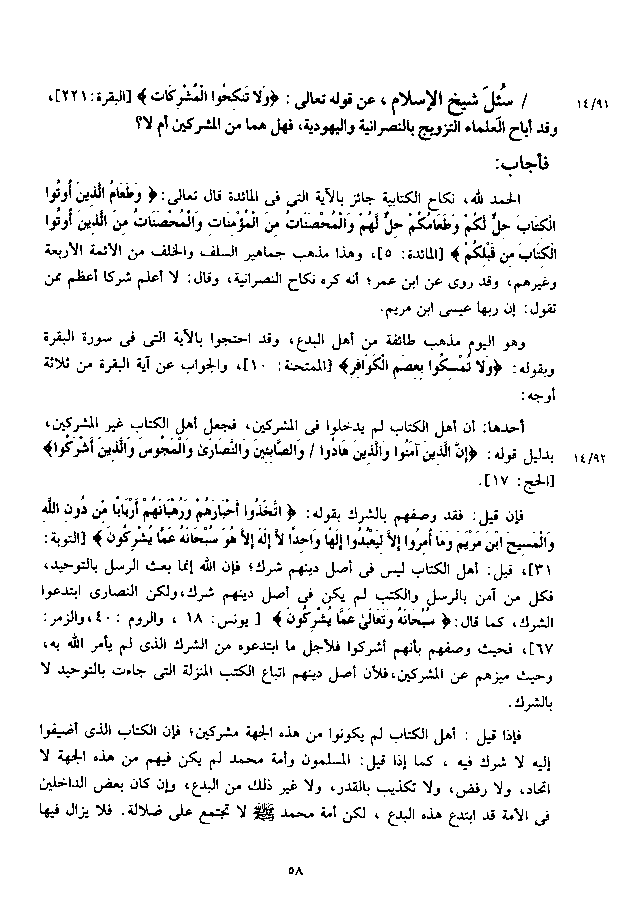 ١٤/٩١ / سُئلَ شيخ الإسلام ، عن قوله تعالى : ﴿وَلَا تَنكِحُوا الْمُشْرِكَات﴾ [البقرة:٢٢١]،
وقد أباح العلماء التزويج بالنصرانية واليهودية، فهل هما من المشركين أم لا؟
فأجاب:
الحمد لله، نكاح الكتابية جائز بالآية التى فى المائدة قال تعالى: ﴿ وَطَعَامُ الَّذِينَ أُوتُوا
الْكِتَابَ حِلٌّ لَّكُمْ وَطَعَامُكُمْ حِلٌّ لَّهُمْ وَالْمُحْصَنَاتُ مِنَ الْمُؤْمِنَاتِ وَالْمُحْصَنَاتُ مِنَ الَّذِينَ أُوتُوا
الْكِتَابَ مِن قَبْلِكُمْ ﴾ [المائدة: ٥]، وهذا مذهب جماهير السلف والخلف من الأئمة الأربعة
وغيرهم، وقد روى عن ابن عمر؛ أنه كره نكاح النصرانية، وقال: لا أعلم شركا أعظم ممن
تقول: إن ربها عيسى ابن مريم.
وهو اليوم مذهب طائفة من أهل البدع، وقد احتجوا بالآية التى فى سورة البقرة
وبقوله: ﴿وَلَا تُمْسِكُوا بِعِصَمِ الْكَوَافِرِ﴾ [الممتحنة: ١٠]، والجواب عن آية البقرة من ثلاثة
أوجه:
أحدها: أن أهل الكتاب لم يدخلوا فى المشركين، فجعل أهل الكتاب غير المشركين،
١٤/٩٢ بدليل قوله: ﴿إِنَّ الَّذِينَ آمَنُوا وَالَّذِينَ هَادُوا / وَالصَّابِئِينَ وَالنَّصَارَىٰ وَالْمَجُوسَ وَالَّذِينَ أَشْرَكُوا﴾
[الحج: ١٧].
فإن قيل: فقد وصفهم بالشرك بقوله: ﴿ اتَّخَذُوا أَحْبَارَهُمْ وَرُهْبَانَهُمْ أَرْبَابًا مِّن دُونِ اللَّهِ
وَالْمَسِيحَ ابْنَ مَرْيَمَ وَمَا أُمِرُوا إِلَّا لِيَعْبُدُوا إِلَهًا وَاحِدًا لَّا إِلَهَ إِلَّا هُوَ سُبْحَانَهُ عَمَّا يُشْرِكُونَ ﴾ [التوبة:
٣١]، قيل: أهل الكتاب ليس فى أصل دينهم شرك؛ فإن الله إنما بعث الرسل بالتوحيد،
فكل من آمن بالرسل والكتب لم يكن فى أصل دينهم شرك،ولكن النصارى ابتدعوا
الشرك، كما قال:﴿ سُبْحَانَهُ وَتَعَالَىٰ عَمَّا يُشْرِكُونَ ﴾ [ يونس: ١٨ ، والروم : ٤٠،والزمر:
٦٧]، فحيث وصفهم بأنهم أشركوا فلأجل ما ابتدعوه من الشرك الذى لم يأمر الله به،
وحيث ميزهم عن المشركين،فلأن أصل دينهم اتباع الكتب المنزلة التى جاءت بالتوحيد لا
بالشرك.
فإذا قيل : أهل الكتاب لم يكونوا من هذه الجهة مشركين؛ فإن الكتاب الذى أضيفوا
إليه لا شرك فيه ، كما إذا قيل: المسلمون وأمة محمد لم يكن فيهم من هذه الجهة لا
اتحاد، ولا رفض، ولا تكذيب بالقدر، ولا غير ذلك من البدع، وإن كان بعض الداخلين
فى الأمة قد ابتدع هذه البدع ، لكن أمة محمد ﷺ لا تجتمع على ضلالة. فلا يزال فيها
٥٨